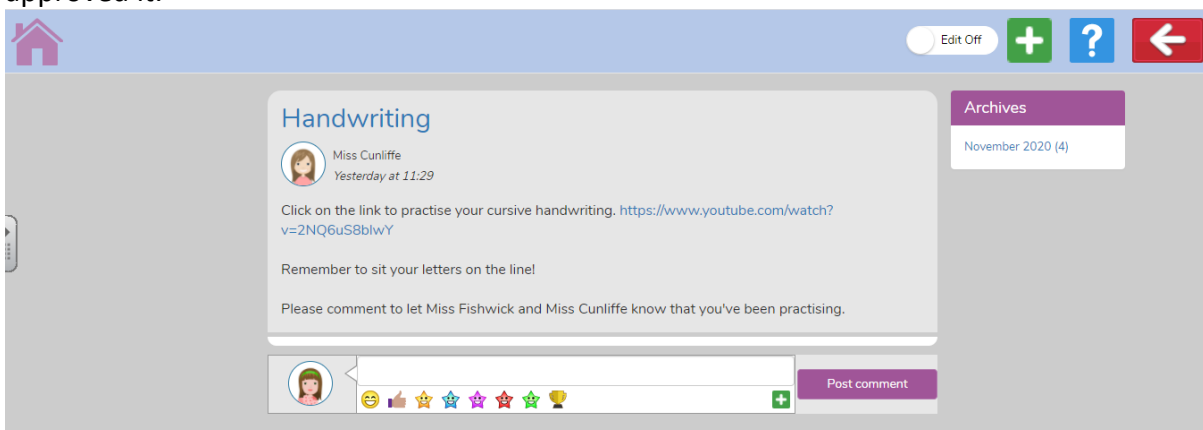 approved it.
Edit Off
Handwriting
Miss Cunliffe
Yesterday at 11:29
Click on the link to practise your cursive handwriting. https://www.youtube.com/watch?
v=2NQ6uS8blwY
Remember to sit your letters on the line!
Please comment to let Miss Fishwick and Miss Cunliffe know that you've been practising.
Post comment
Archives
November 2020 (4)